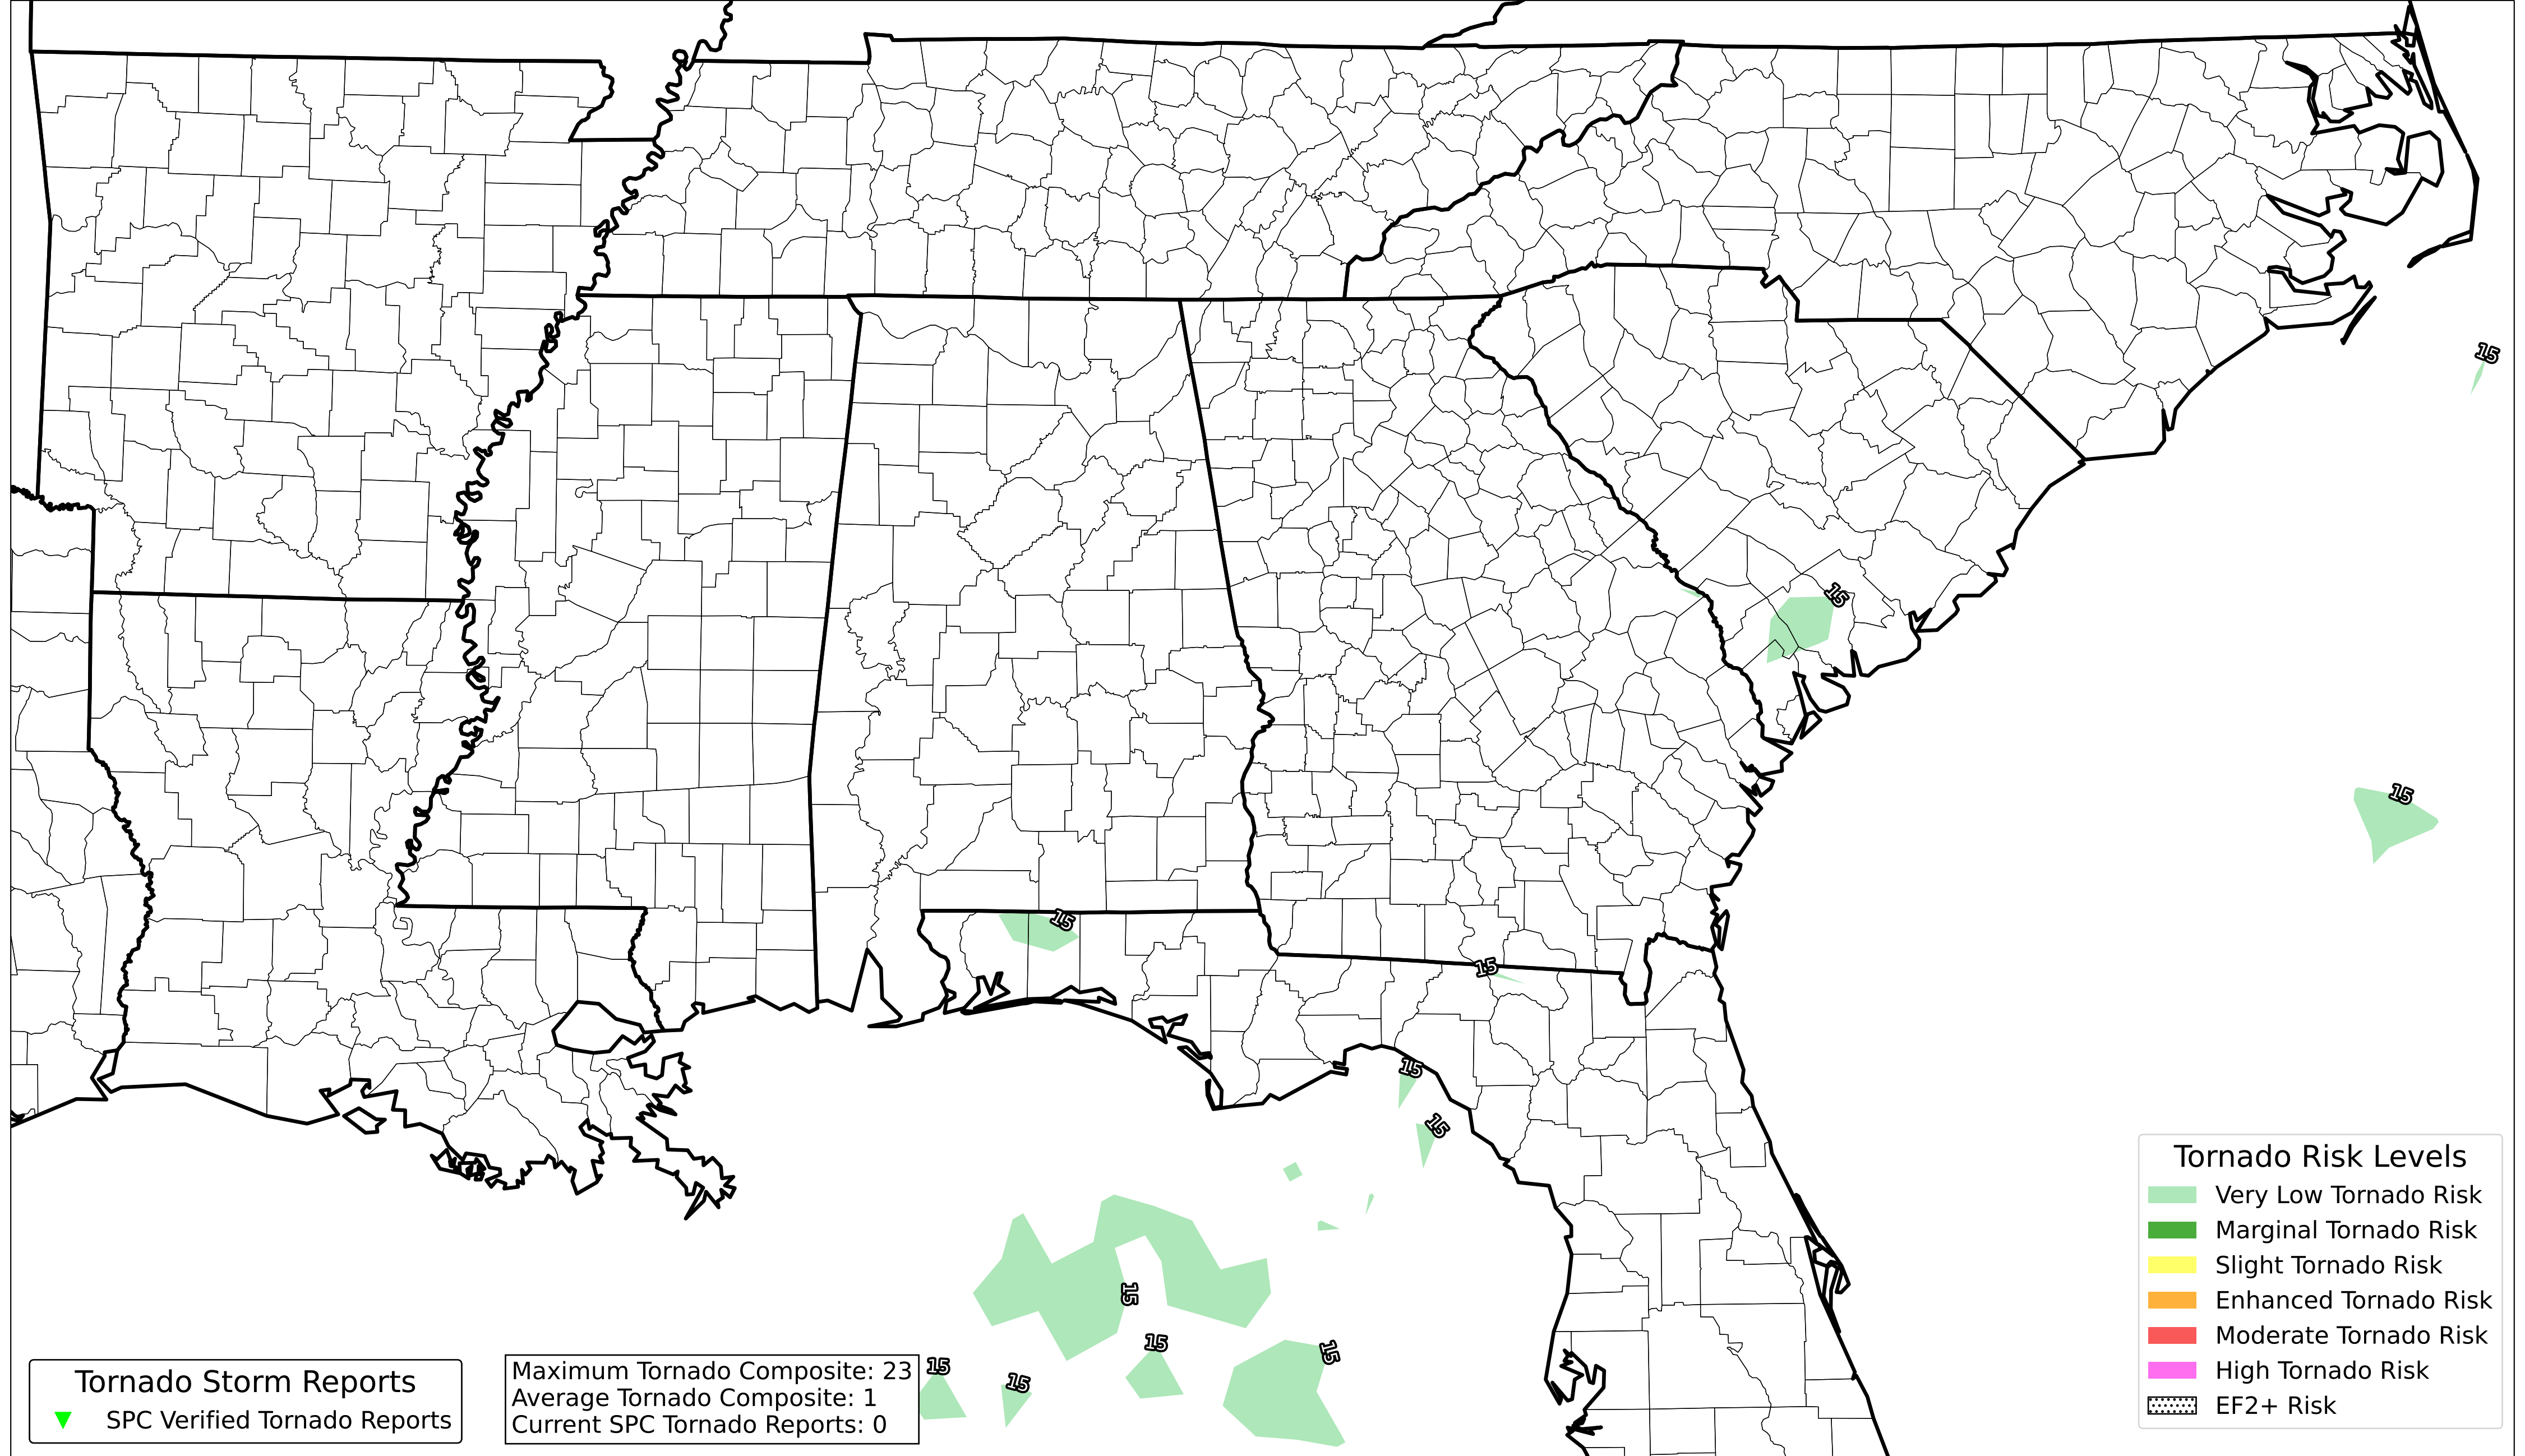 15
15
15
15
15
15
15
15
15
15
15
15
Tornado Storm Reports
SPC Verified Tornado Reports
Maximum Tornado Composite: 23
Average Tornado Composite: 1
Current SPC Tornado Reports: 0
Tornado Risk Levels
Very Low Tornado Risk
Marginal Tornado Risk
Slight Tornado Risk
Enhanced Tornado Risk
Moderate Tornado Risk
High Tornado Risk
EF2+ Risk